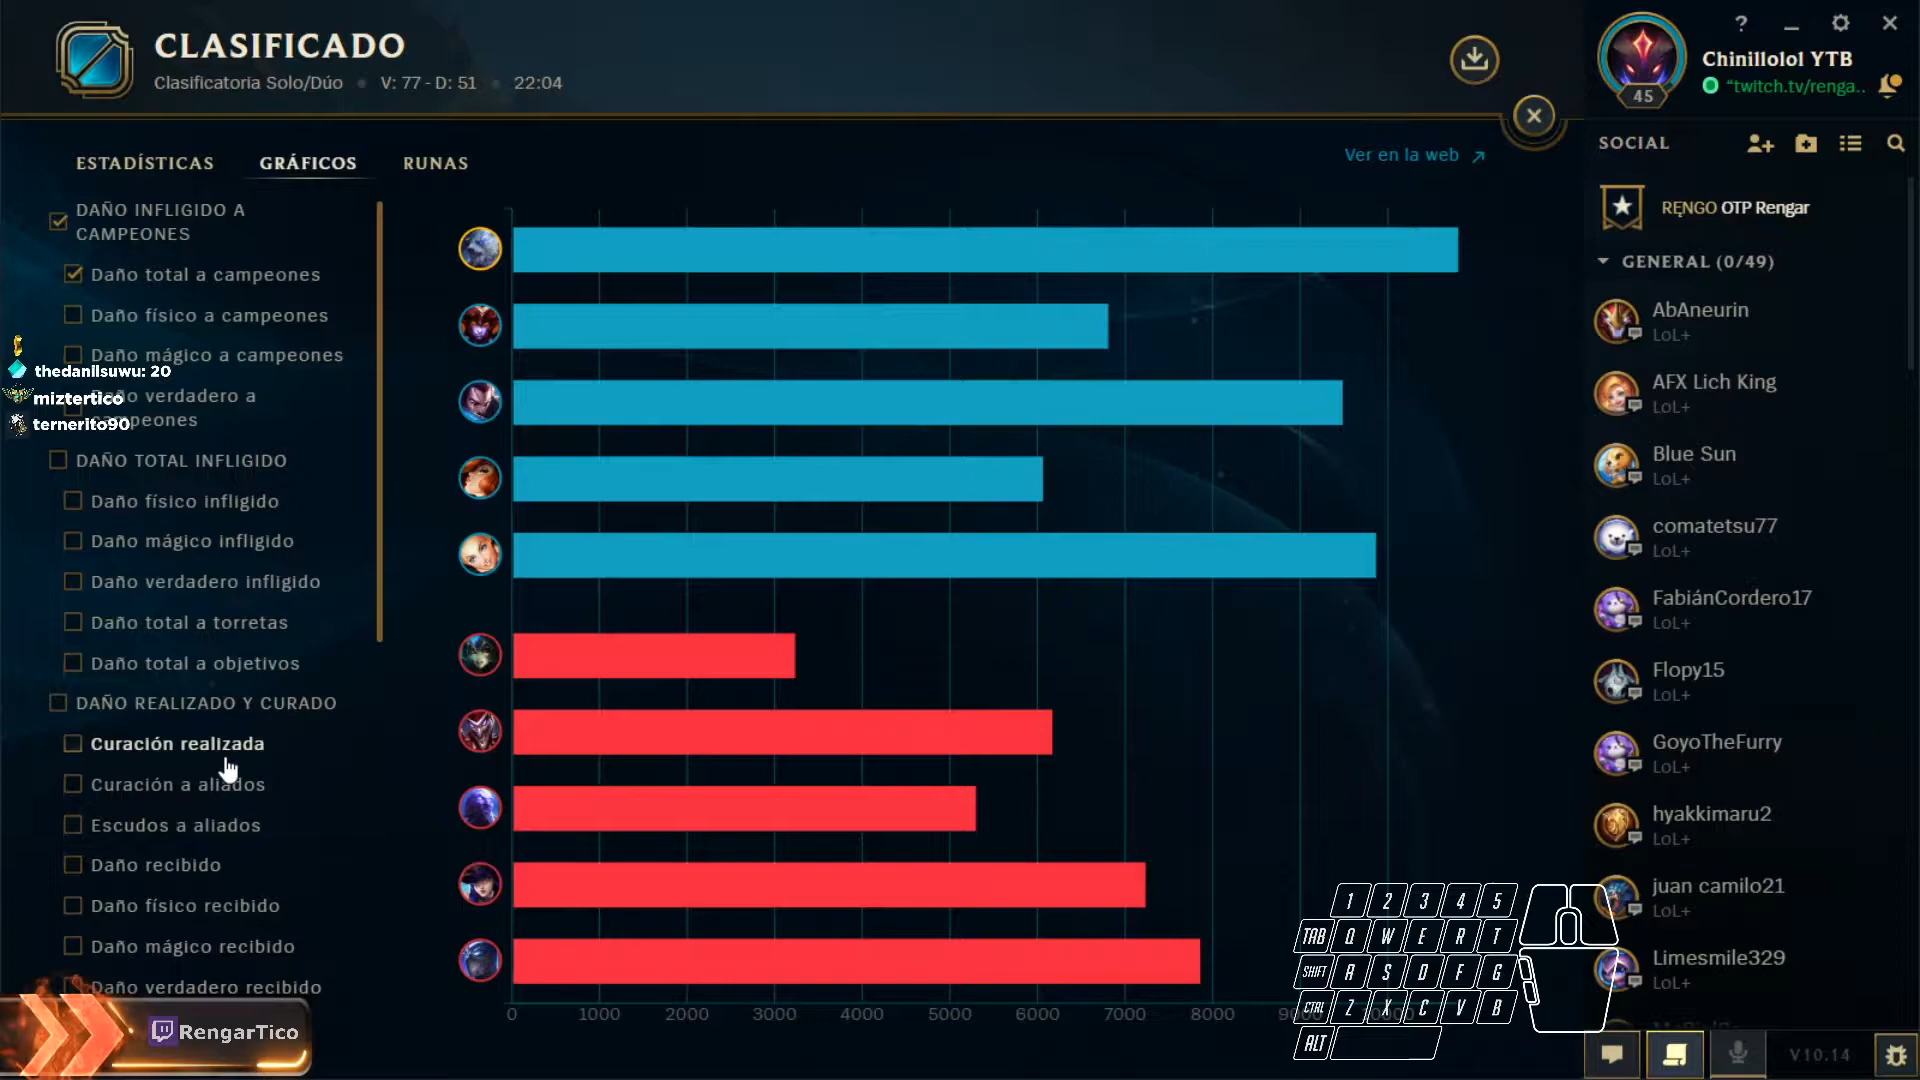 CLASIFICADO
Clasificatoria Solo/Dúo • V: 77 - D: 51 • 22:04
? 
Chinillolol YTB
"twitch.tv/renga..
45
ESTADÍSTICAS
GRÁFICOS
RUNAS
Ver en la web
DAÑO INFLIGIDO A
CAMPEONES
Daño total a campeones
Daño físico a campeones
Daño mágico a campeones
Daño verdadero a
campeones
thedanilsuwu: 20
miztertico
ternerito90
DAÑO TOTAL INFLIGIDO
Daño físico infligido
Daño mágico infligido
Daño verdadero infligido
Daño total a torretas
Daño total a objetivos
DAÑO REALIZADO Y CURADO
Curación realizada
Curación a aliados
Escudos a aliados
Daño recibido
Daño físico recibido
Daño mágico recibido
Daño verdadero recibido
RengarTico
0 1000 2000 3000 4000 5000 6000 7000 8000 9000 10000
1 2 3 4 5
TAB Q W E R T
SHIFT A S D F G
CTRL Z X C V B
ALT
SOCIAL
RENGO OTP Rengar
GENERAL (0/49)
AbAneurin
LoL+
AFX Lich King
LoL+
Blue Sun
LoL+
comatetsu77
LoL+
FabiánCordero17
LoL+
Flopy15
LoL+
GoyoTheFurry
LoL+
hyakkimaru2
LoL+
juan camilo21
LoL+
Limesmile329
LoL+
V10.14